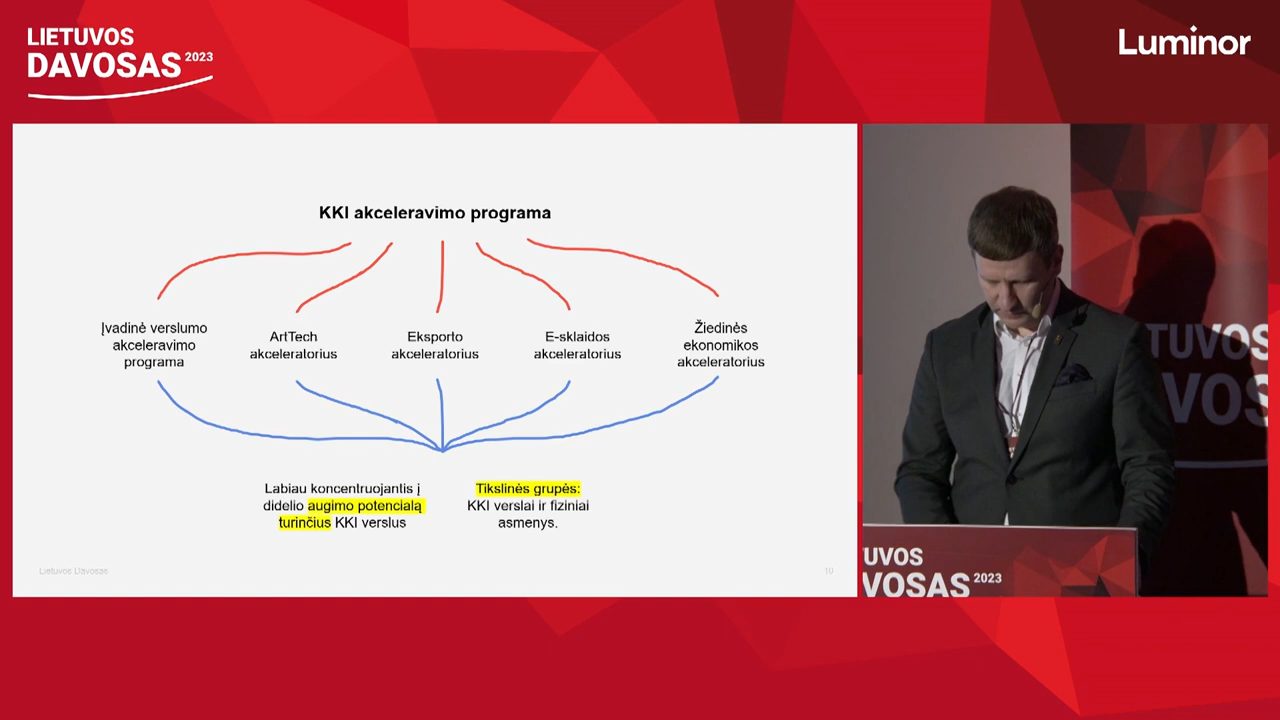 LIETUVOS
DAVOSAS 2023
Luminor
KKI akceleravimo programa
Įvadinė verslumo
akceleravimo
programa
ArtTech
akceleratorius
Eksporto
akceleratorius
E-sklaidos
akceleratorius
Žiedinės
ekonomikos
akceleratorius
Labiau koncentruojantis į
didelio augimo potencialą
turinčius KKI verslus
Tikslinės grupės:
KKI verslai ir fiziniai
asmenys.
Lietuvos Davosas
10
TUVOS
VOS
UVOS
VOSAS 2023